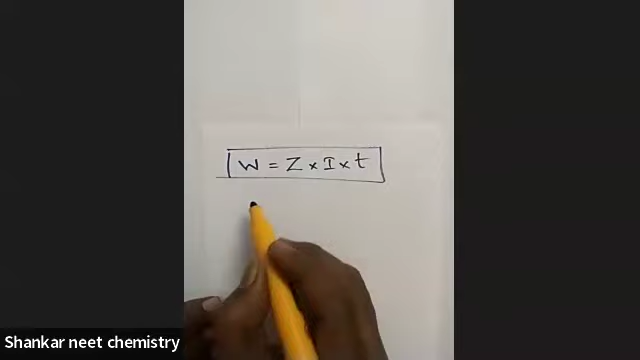 W = Z × I × t
Shankar neet chemistry